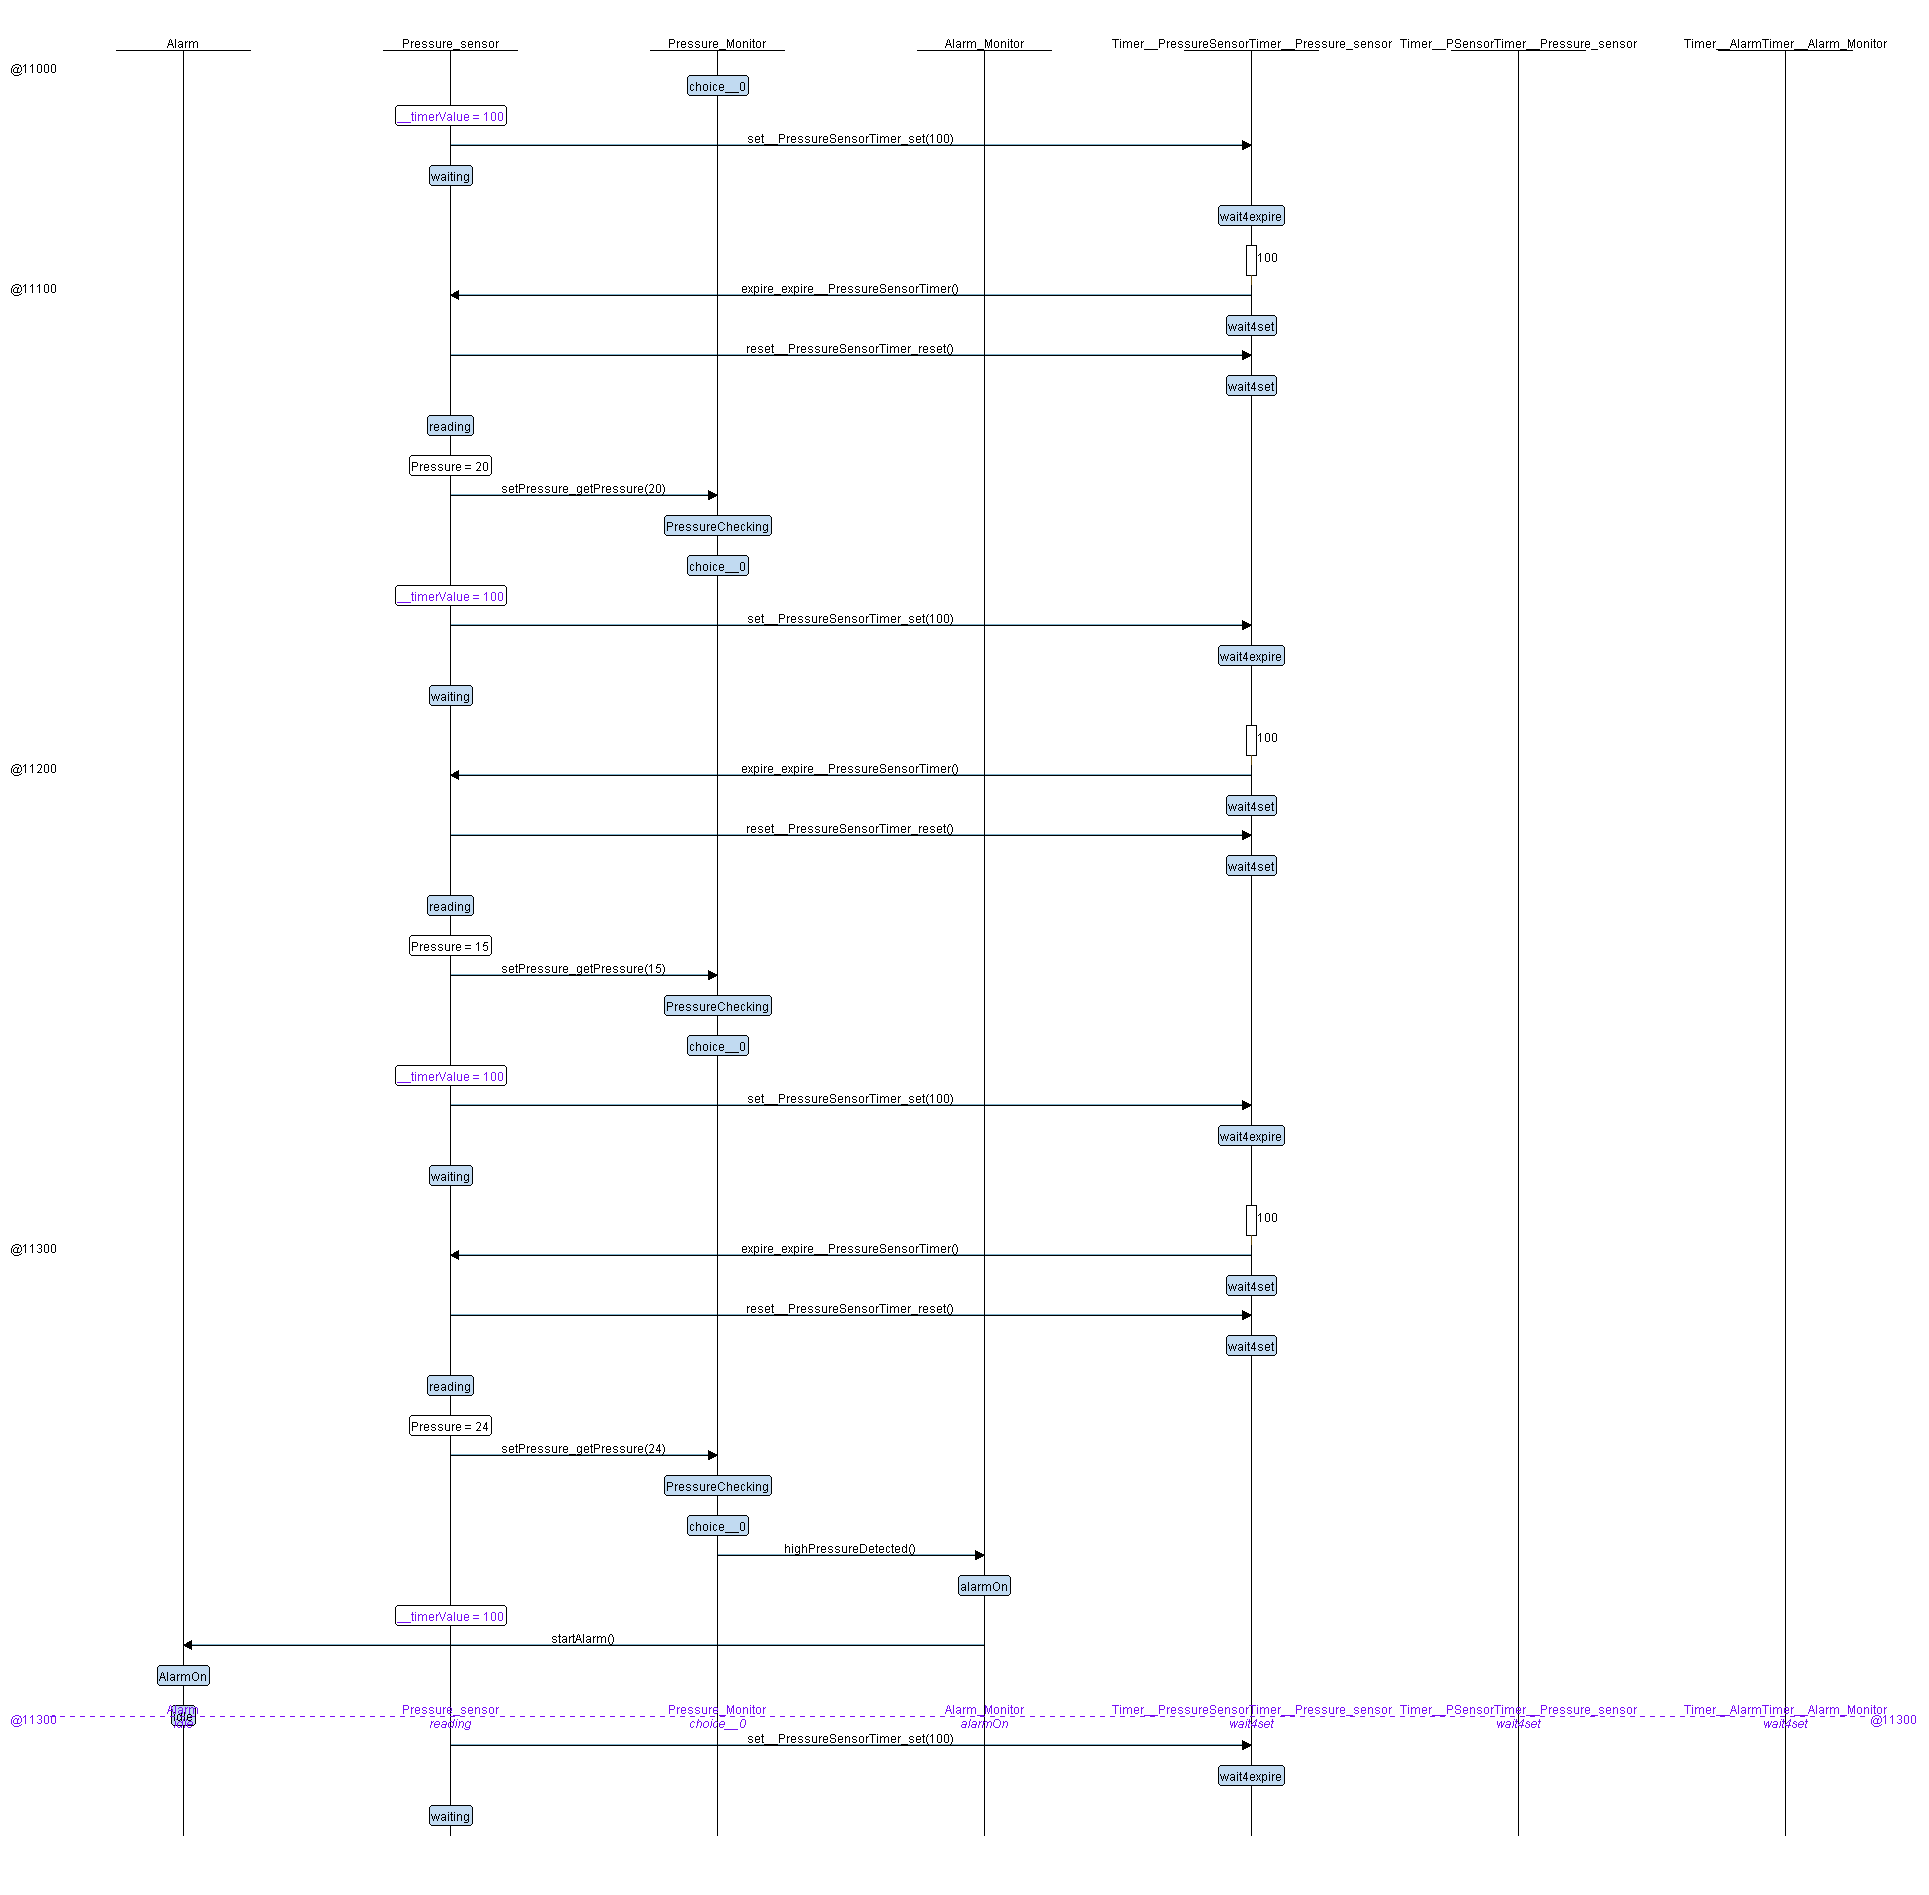 Alarm
Pressure_sensor
Pressure_Monitor
Alarm_Monitor
Timer__PressureSensorTimer__Pressure_sensor
Timer__PSensorTimer__Pressure_sensor
Timer__AlarmTimer__Alarm_Monitor
@11000
choice__0
__timerValue = 100
set__PressureSensorTimer_set(100)
waiting
wait4expire
100
@11100
expire_expire__PressureSensorTimer()
wait4set
reset__PressureSensorTimer_reset()
wait4set
reading
Pressure = 20
setPressure_getPressure(20)
PressureChecking
choice__0
__timerValue = 100
set__PressureSensorTimer_set(100)
wait4expire
waiting
100
@11200
expire_expire__PressureSensorTimer()
wait4set
reset__PressureSensorTimer_reset()
wait4set
reading
Pressure = 15
setPressure_getPressure(15)
PressureChecking
choice__0
__timerValue = 100
set__PressureSensorTimer_set(100)
wait4expire
waiting
100
@11300
expire_expire__PressureSensorTimer()
wait4set
reset__PressureSensorTimer_reset()
wait4set
reading
Pressure = 24
setPressure_getPressure(24)
PressureChecking
choice__0
highPressureDetected()
alarmOn
__timerValue = 100
startAlarm()
AlarmOn
Idle
@11300
Alarm
Idle
Pressure_sensor
reading
Pressure_Monitor
choice__0
Alarm_Monitor
alarmOn
Timer__PressureSensorTimer__Pressure_sensor
wait4set
Timer__PSensorTimer__Pressure_sensor
wait4set
Timer__AlarmTimer__Alarm_Monitor
wait4set
@11300
set__PressureSensorTimer_set(100)
wait4expire
waiting